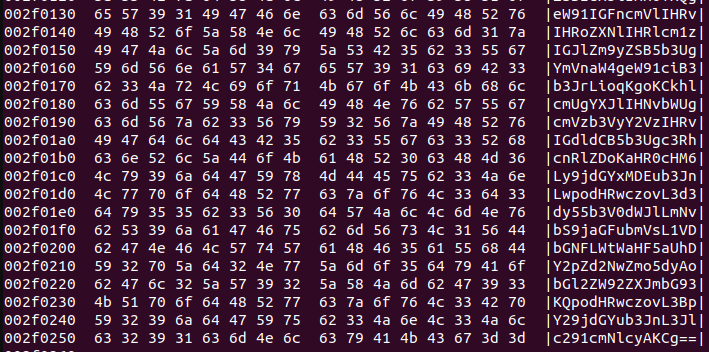 002f0130  65 57 39 31 49 47 46 6e  63 6d 56 6c 49 48 52 76  |eW91IGFncmVlIHRv|
002f0140  49 48 52 6f 5a 58 4e 6c  49 48 52 6c 63 6d 31 7a  |IHRoZXNlIHRlcm1z|
002f0150  49 47 4a 6c 5a 6d 39 79  5a 53 42 35 62 33 55 67  |IGJlZm9yZSB5b3Ug|
002f0160  59 6d 56 6e 61 57 34 67  65 57 39 31 63 69 42 33  |YmVnaW4geW91ciB3|
002f0170  62 33 4a 72 4c 69 6f 71  4b 67 6f 4b 43 6b 68 6c  |b3JrLioqKgoKCkhl|
002f0180  63 6d 55 67 59 58 4a 6c  49 48 4e 76 62 57 55 67  |cmUgYXJlIHNvbWUg|
002f0190  63 6d 56 7a 62 33 56 79  59 32 56 7a 49 48 52 76  |cmVzb3VyY2VzIHRv|
002f01a0  49 47 64 6c 64 43 42 35  62 33 55 67 63 33 52 68  |IGdldCB5b3Ugc3Rh|
002f01b0  63 6e 52 6c 5a 44 6f 4b  61 48 52 30 63 48 4d 36  |cnRlZDoKaHR0cHM6|
002f01c0  4c 79 39 6a 64 47 59 78  4d 44 45 75 62 33 4a 6e  |Ly9jdGYxMDEub3Jn|
002f01d0  4c 77 70 6f 64 48 52 77  63 7a 6f 76 4c 33 64 33  |LwpodHRwczovL3d3|
002f01e0  64 79 35 35 62 33 56 30  64 57 4a 6c 4c 6d 4e 76  |dy55b3V0dWJlLmNv|
002f01f0  62 53 39 6a 61 47 46 75  62 6d 56 73 4c 31 56 44  |bS9jaGFubmVsL1VD|
002f0200  62 47 4e 46 4c 57 74 57  61 48 46 35 61 55 68 44  |bGNFLWtWaHF5aUhD|
002f0210  59 32 70 5a 64 32 4e 77  5a 6d 6f 35 64 79 41 6f  |Y2pZd2NwZmo5dyAo|
002f0220  62 47 6c 32 5a 57 39 32  5a 58 4a 6d 62 47 39 33  |bGl2ZW92ZXJmbG93|
002f0230  4b 51 70 6f 64 48 52 77  63 7a 6f 76 4c 33 42 70  |KQpodHRwczovL3Bp|
002f0240  59 32 39 6a 64 47 59 75  62 33 4a 6e 4c 33 4a 6c  |Y29jdGYub3JnL3Jl|
002f0250  63 32 39 31 63 6d 4e 6c  63 79 41 4b 43 67 3d 3d  |c291cmNlcyAKCg==|